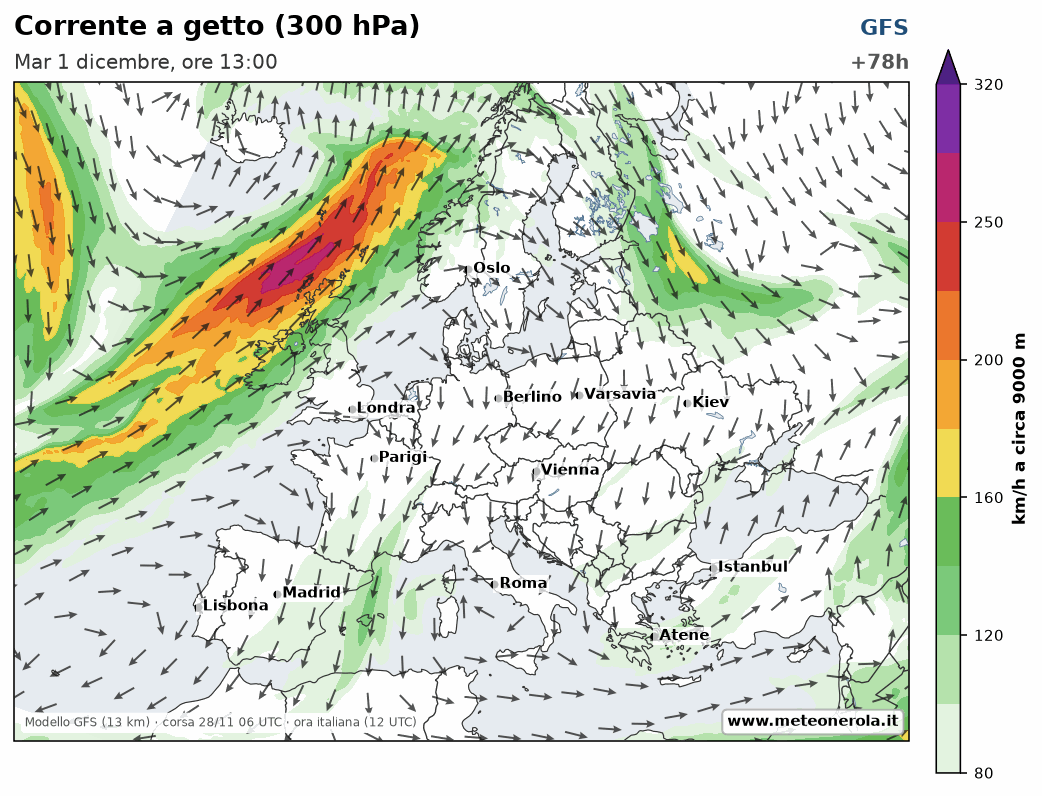 Corrente a getto (300 hPa)
GFS
Mar 1 dicembre, ore 13:00
+78h
320
250
200
160
120
80
km/h a circa 9000 m
Oslo
Berlino
Varsavia
Kiev
Londra
Parigi
Vienna
Istanbul
Roma
Madrid
Lisbona
Atene
Modello GFS (13 km) · corsa 28/11 06 UTC · ora italiana (12 UTC)
www.meteonerola.it